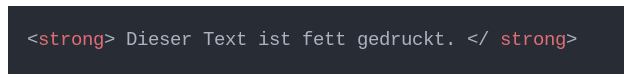 <strong> Dieser Text ist fett gedruckt. </ strong>